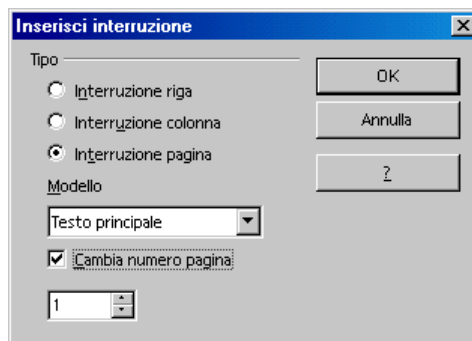 Inserisci interruzione
Tipo
Interruzione riga
Interruzione colonna
Interruzione pagina
Modello
Testo principale
Cambia numero pagina
1
OK
Annulla
?